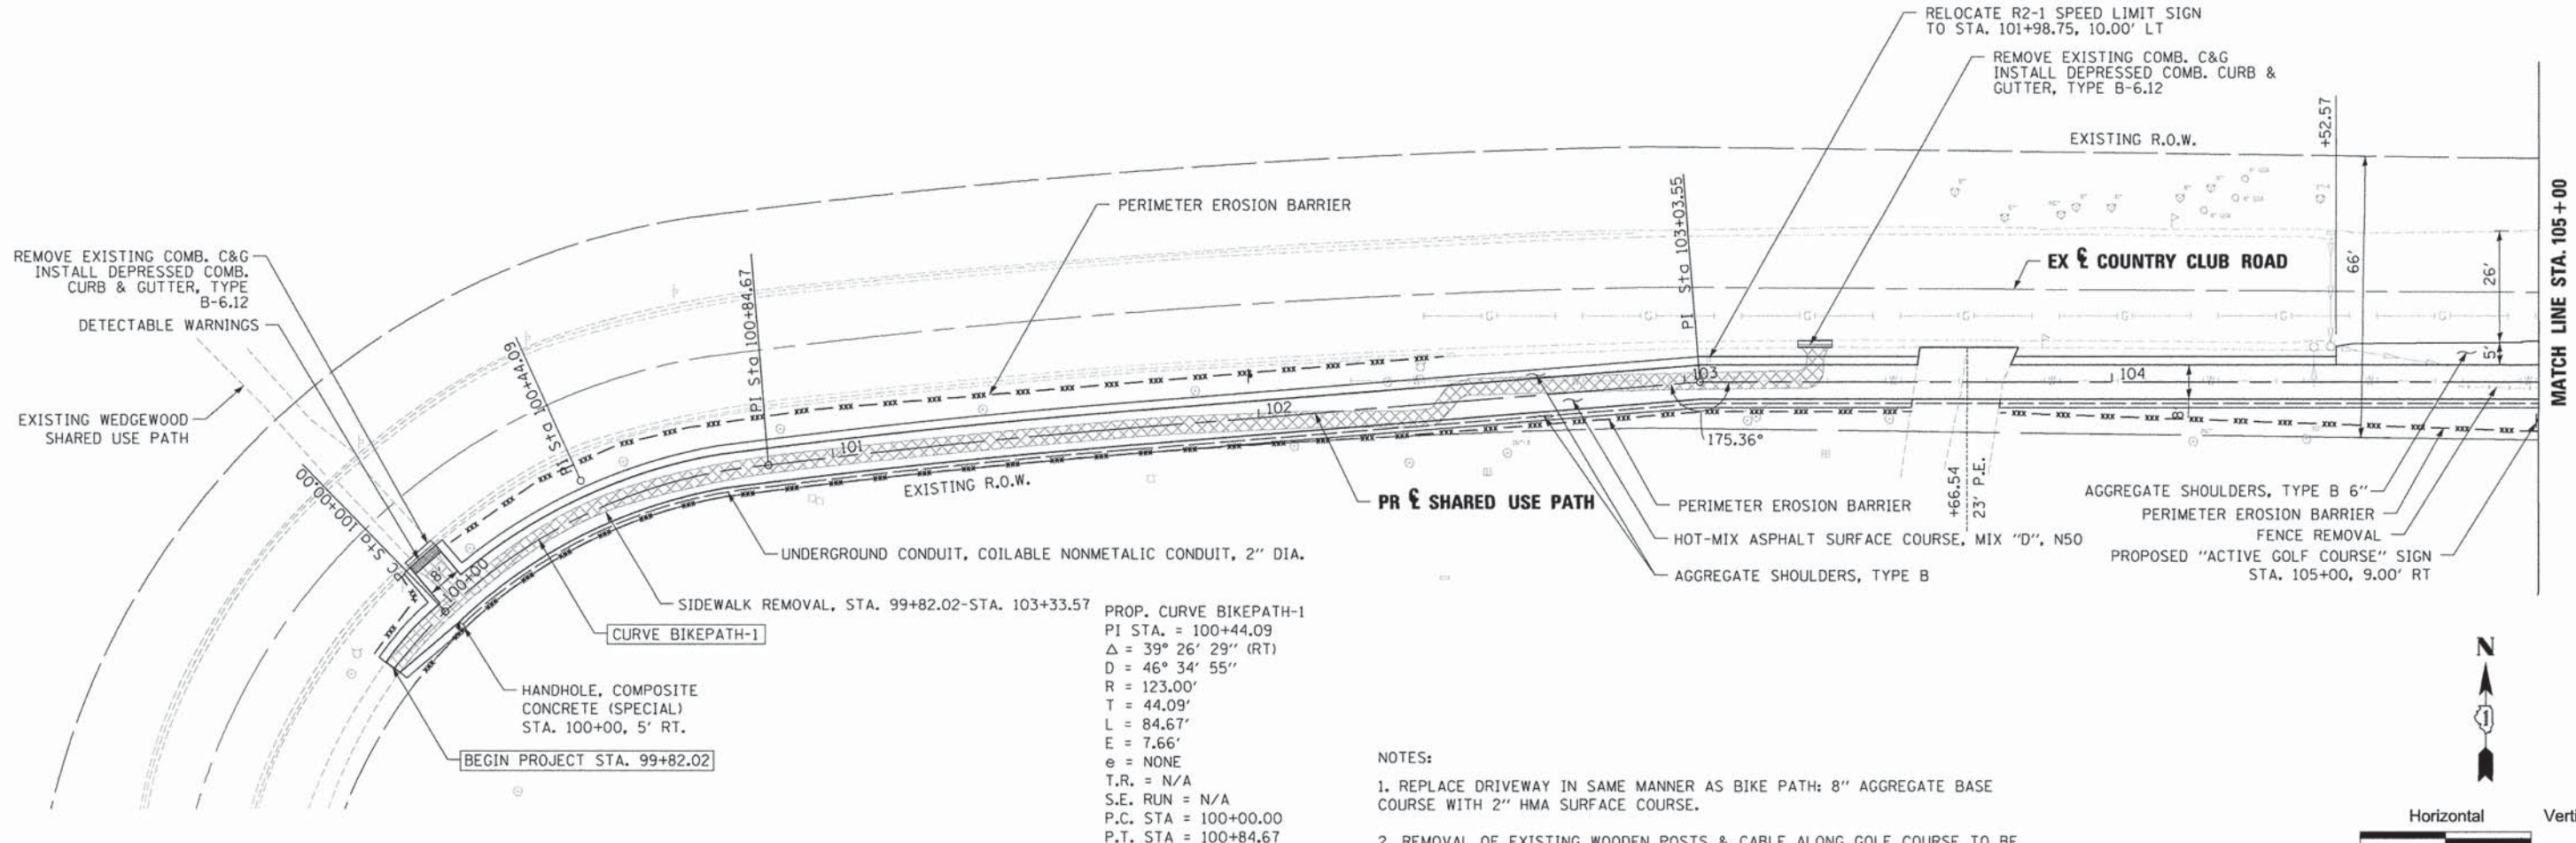 RELOCATE R2-1 SPEED LIMIT SIGN
TO STA. 101+98.75, 10.00' LT
REMOVE EXISTING COMB. C&G
INSTALL DEPRESSED COMB. CURB &
GUTTER, TYPE B-6.12
+52.57
EXISTING R.O.W.
MATCH LINE STA. 105+00
PERIMETER EROSION BARRIER
PI Sta 103+03.55
EX ℄ COUNTRY CLUB ROAD
66'
26'
5'
REMOVE EXISTING COMB. C&G
INSTALL DEPRESSED COMB.
CURB & GUTTER, TYPE
B-6.12
DETECTABLE WARNINGS
PI Sta 100+84.67
PI Sta 100+44.09
EXISTING WEDGEWOOD
SHARED USE PATH
PC Sta 100+00.00
8'
100+00
101
102
103
104
8'
175.36°
EXISTING R.O.W.
PR ℄ SHARED USE PATH
PERIMETER EROSION BARRIER
HOT-MIX ASPHALT SURFACE COURSE, MIX "D", N50
AGGREGATE SHOULDERS, TYPE B
+66.54
23' P.E.
AGGREGATE SHOULDERS, TYPE B 6"
PERIMETER EROSION BARRIER
FENCE REMOVAL
PROPOSED "ACTIVE GOLF COURSE" SIGN
STA. 105+00, 9.00' RT
UNDERGROUND CONDUIT, COILABLE NONMETALIC CONDUIT, 2" DIA.
SIDEWALK REMOVAL, STA. 99+82.02-STA. 103+33.57
CURVE BIKEPATH-1
HANDHOLE, COMPOSITE
CONCRETE (SPECIAL)
STA. 100+00, 5' RT.
BEGIN PROJECT STA. 99+82.02
PROP. CURVE BIKEPATH-1
PI STA. = 100+44.09
Δ = 39° 26' 29" (RT)
D = 46° 34' 55"
R = 123.00'
T = 44.09'
L = 84.67'
E = 7.66'
e = NONE
T.R. = N/A
S.E. RUN = N/A
P.C. STA = 100+00.00
P.T. STA = 100+84.67
NOTES:
1. REPLACE DRIVEWAY IN SAME MANNER AS BIKE PATH: 8" AGGREGATE BASE
COURSE WITH 2" HMA SURFACE COURSE.
2. REMOVAL OF EXISTING WOODEN POSTS & CABLE ALONG GOLF COURSE TO BE
N
1
Horizontal
Verti